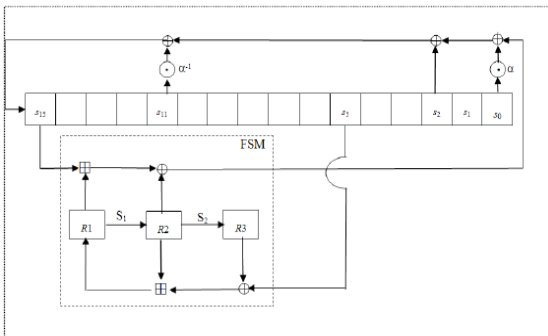 α⁻¹
α
s₁₅ s₁₁ s₅ s₂ s₁ s₀
FSM
R1 S₁ R2 S₂ R3